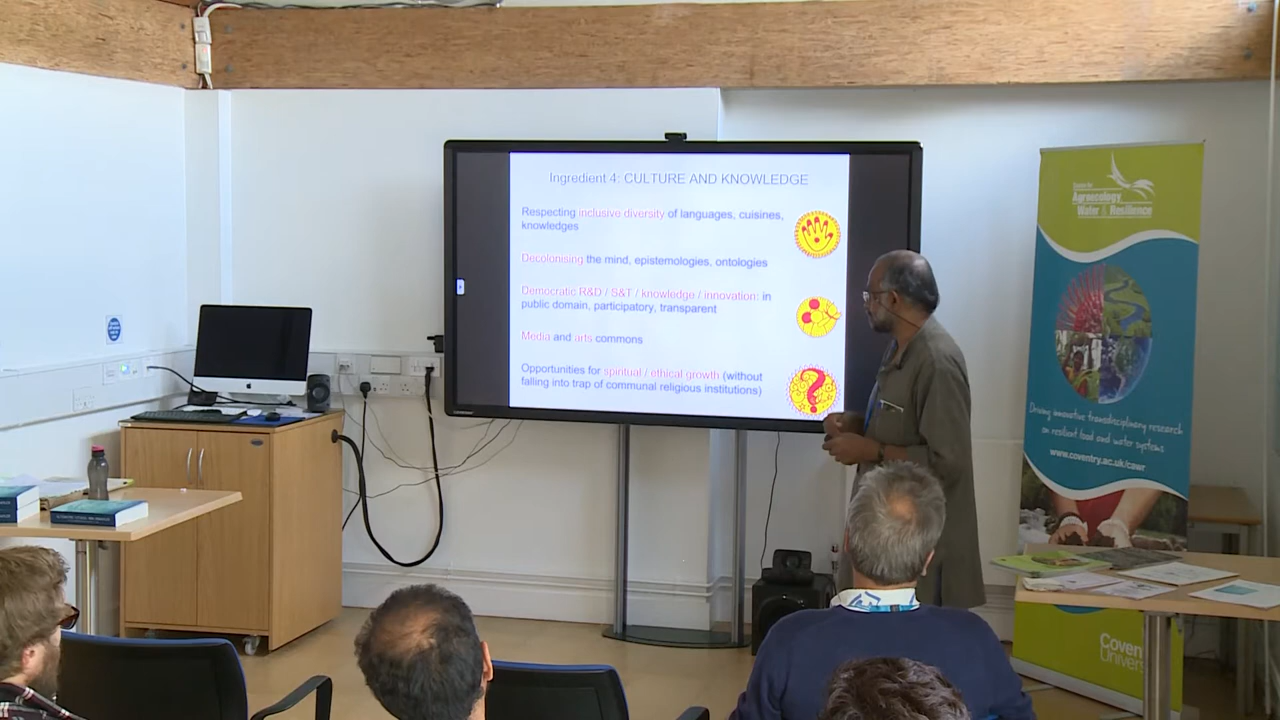 Ingredient 4: CULTURE AND KNOWLEDGE
Respecting inclusive diversity of languages, cuisines,
knowledges
Decolonising the mind, epistemologies, ontologies
Democratic R&D / S&T / knowledge / innovation: in
public domain, participatory, transparent
Media and arts commons
Opportunities for spiritual / ethical growth (without
falling into trap of communal religious institutions)
Centre for
Agroecology
Water & Resilience
Driving innovative transdisciplinary research
on resilient food and water systems
www.coventry.ac.uk/cawr
Coven
Univers